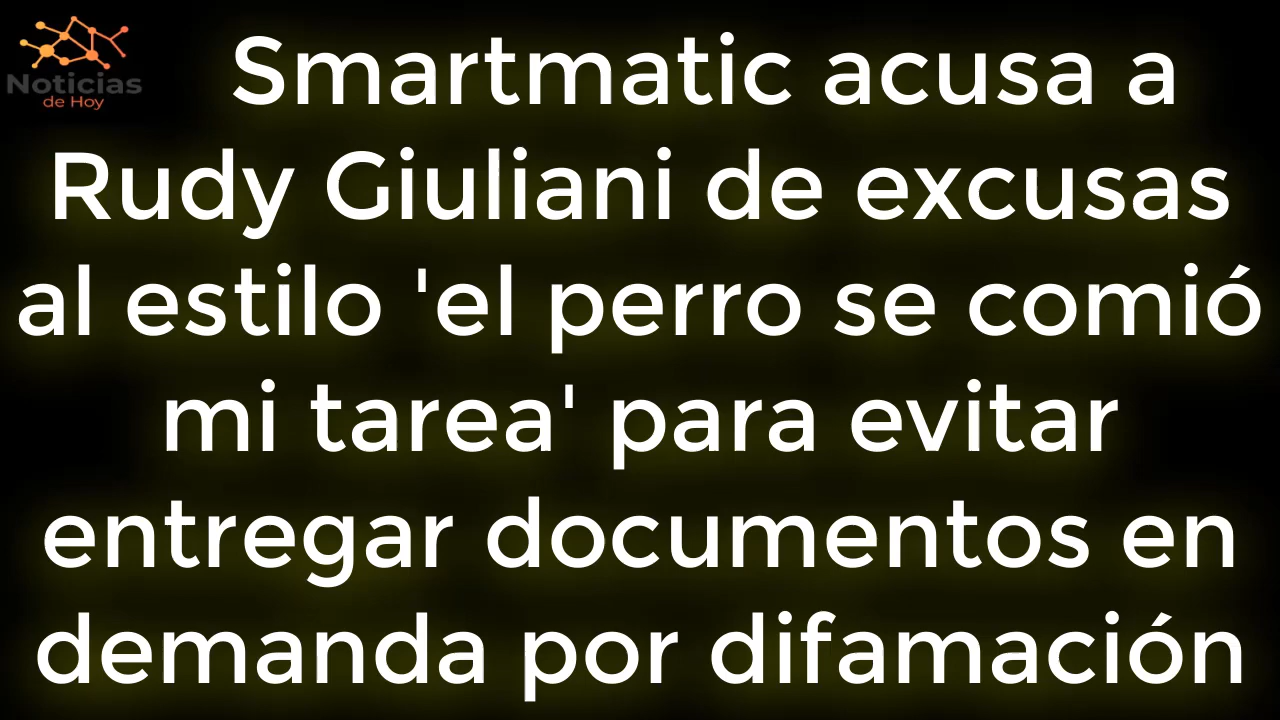 Noticias
de Hoy
Smartmatic acusa a
Rudy Giuliani de excusas
al estilo 'el perro se comió
mi tarea' para evitar
entregar documentos en
demanda por difamación